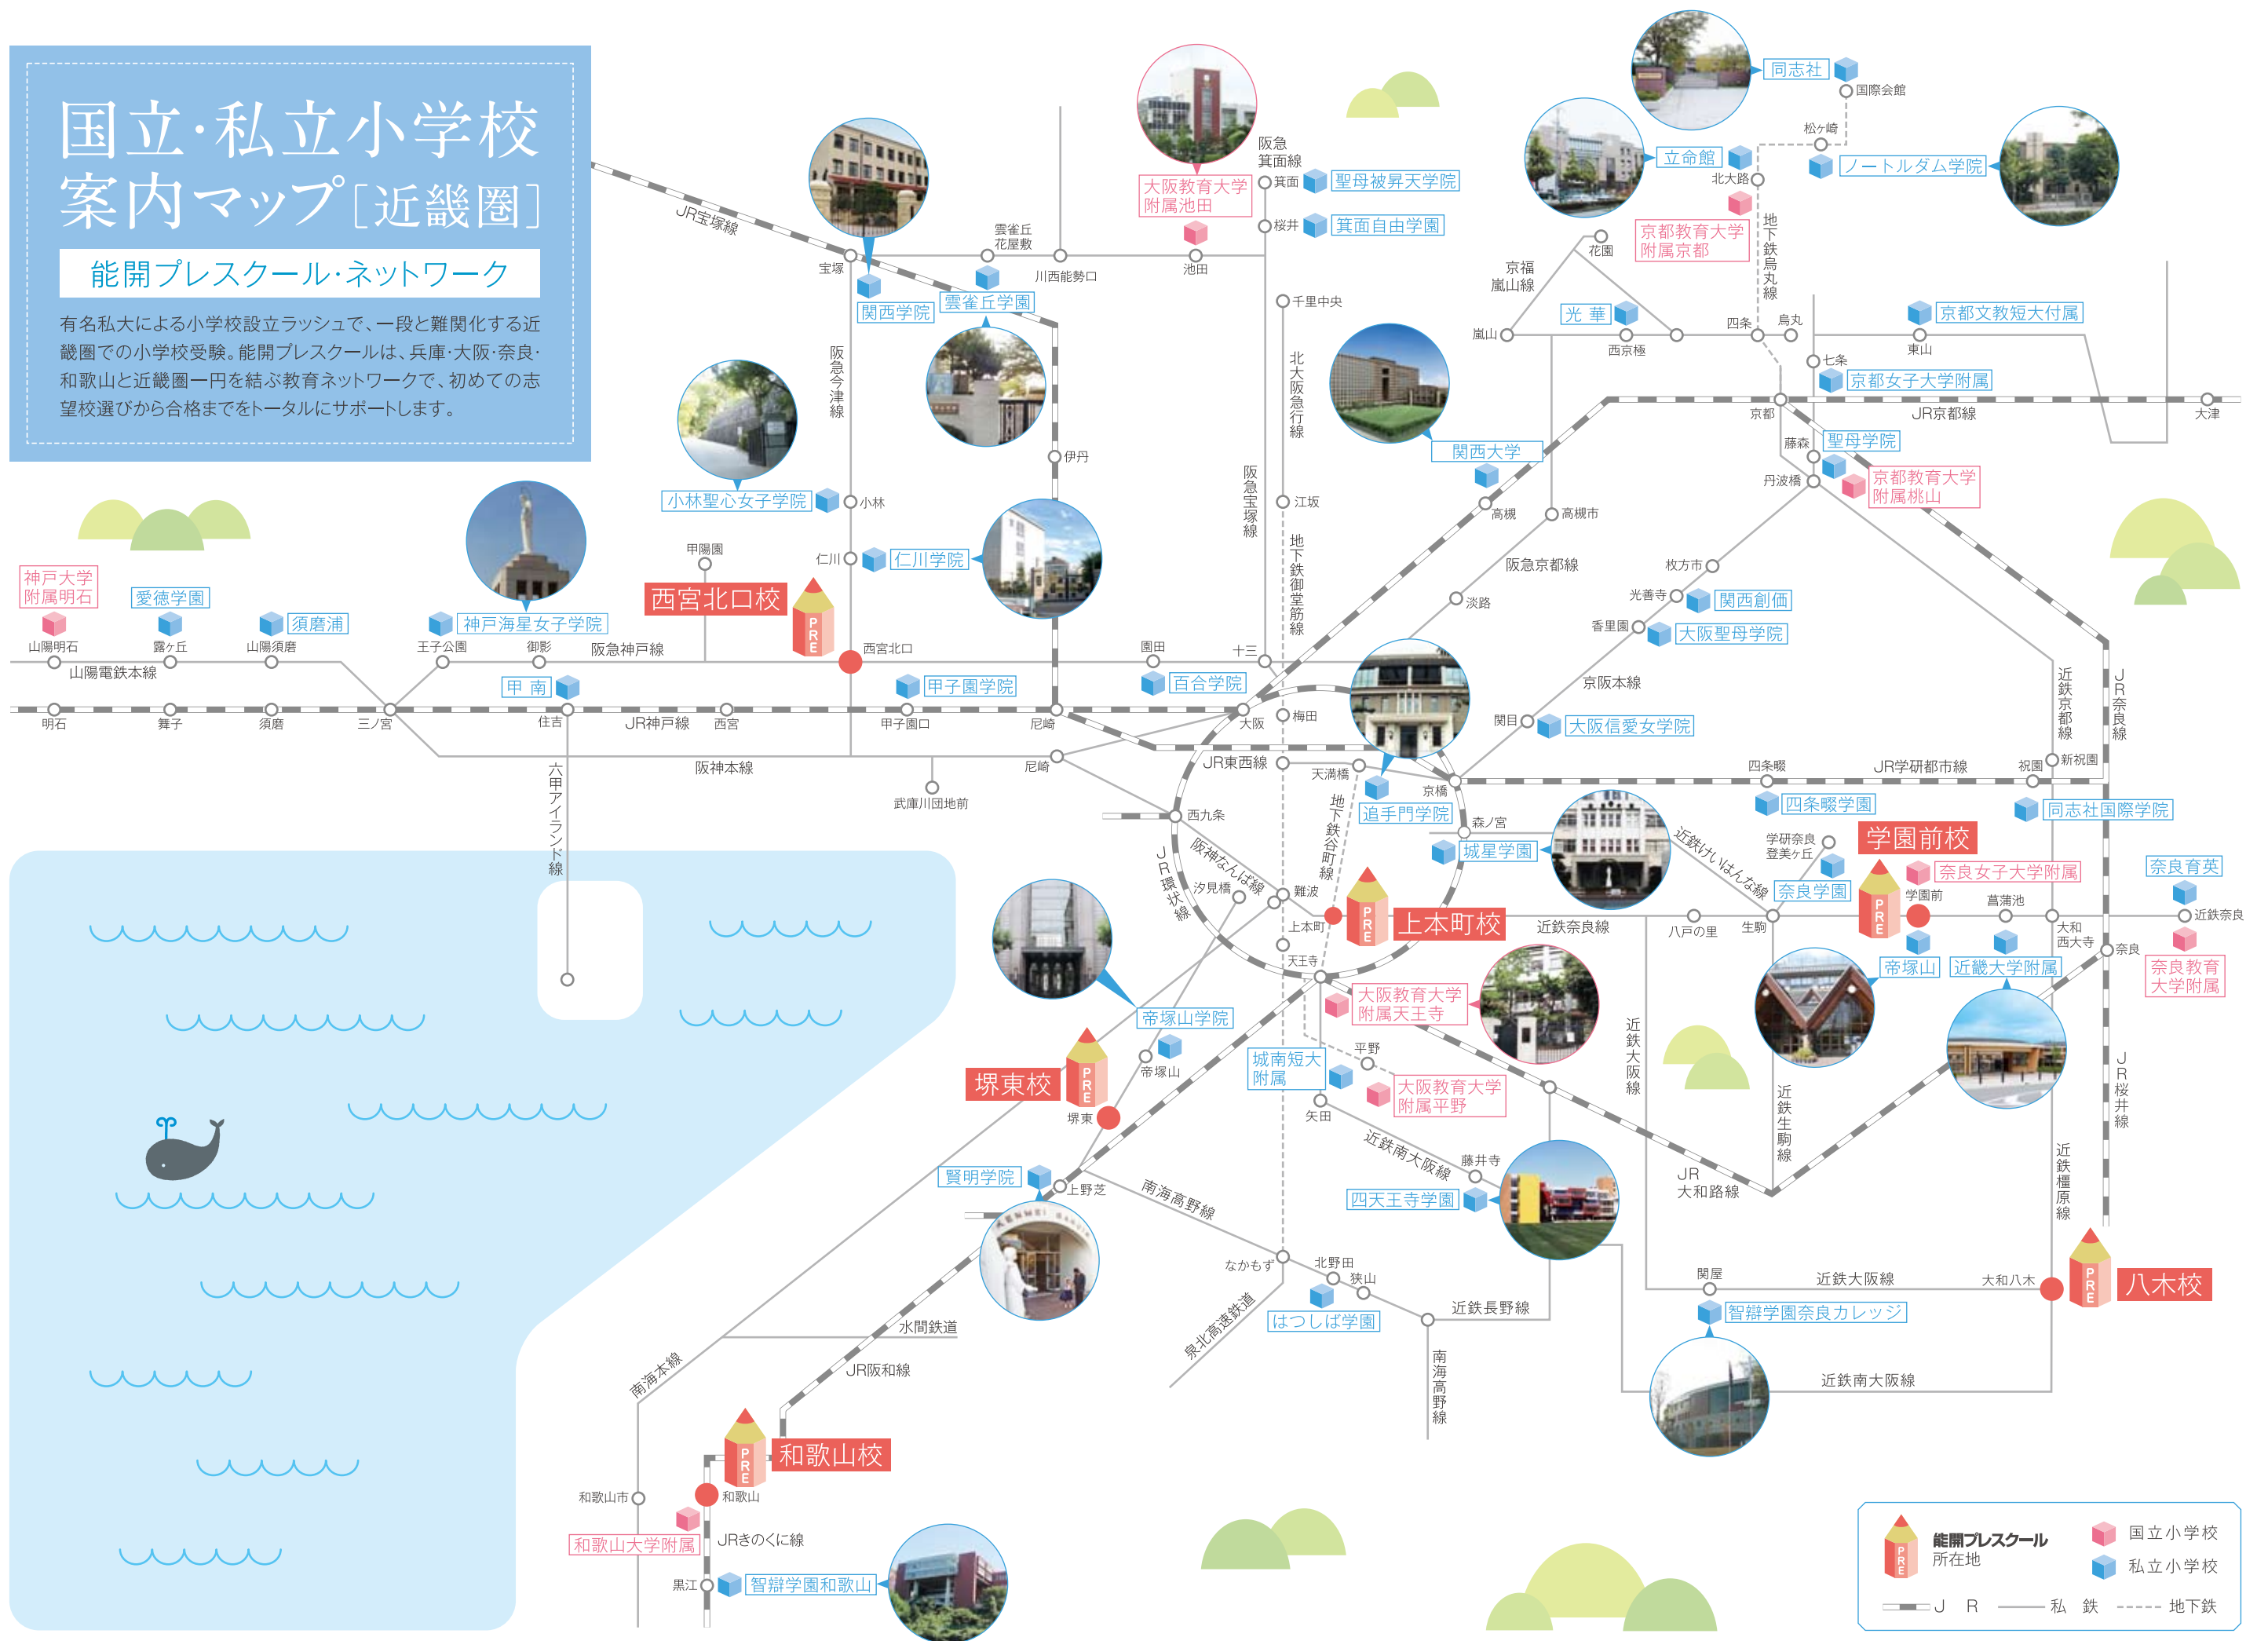 国立・私立小学校
案内マップ[近畿圏]
能開プレスクール・ネットワーク
有名私大による小学校設立ラッシュで、一段と難関化する近
畿圏での小学校受験。能開プレスクールは、兵庫・大阪・奈良・
和歌山と近畿圏一円を結ぶ教育ネットワークで、初めての志
望校選びから合格までをトータルにサポートします。
JR宝塚線
宝塚
関西学院
雲雀丘
花屋敷
雲雀丘学園
川西能勢口
大阪教育大学
附属池田
池田
阪急
箕面線
箕面
聖母被昇天学院
桜井
箕面自由学園
千里中央
北大阪急行線
江坂
阪急宝塚線
地下鉄御堂筋線
阪急今津線
伊丹
小林聖心女子学院
小林
仁川
仁川学院
甲陽園
西宮北口校
PRE
西宮北口
同志社
国際会館
松ヶ崎
ノートルダム学院
立命館
北大路
京都教育大学
附属京都
地下鉄烏丸線
花園
京福
嵐山線
嵐山
光華
西京極
四条
烏丸
京都文教短大付属
東山
七条
京都女子大学附属
京都
JR京都線
大津
藤森
聖母学院
丹波橋
京都教育大学
附属桃山
関西大学
高槻
高槻市
阪急京都線
淡路
枚方市
光善寺
関西創価
香里園
大阪聖母学院
京阪本線
関目
大阪信愛女学院
近鉄京都線
JR奈良線
神戸大学
附属明石
山陽明石
愛徳学園
霞ヶ丘
須磨浦
山陽須磨
山陽電鉄本線
神戸海星女子学院
王子公園
御影
阪急神戸線
園田
百合学院
十三
明石
舞子
須磨
三ノ宮
甲南
住吉
JR神戸線
西宮
甲子園学院
甲子園口
尼崎
大阪
梅田
阪神本線
尼崎
武庫川団地前
六甲アイランド線
JR東西線
天満橋
追手門学院
京橋
四条畷
四条畷学園
JR学研都市線
祝園
新祝園
同志社国際学院
西九条
JR環状線
阪神なんば線
汐見橋
難波
地下鉄谷町線
森ノ宮
城星学園
上本町
PRE
上本町校
近鉄奈良線
八戸の里
生駒
近鉄けいはんな線
学研奈良
登美ヶ丘
奈良学園
学園前校
PRE
奈良女子大学附属
学園前
帝塚山
菖蒲池
近畿大学附属
大和
西大寺
奈良育英
近鉄奈良
奈良
奈良教育
大学附属
天王寺
大阪教育大学
附属天王寺
帝塚山学院
帝塚山
堺東校
PRE
堺東
城南短大
附属
平野
大阪教育大学
附属平野
矢田
近鉄南大阪線
藤井寺
四天王寺学園
近鉄大阪線
近鉄生駒線
JR
大和路線
JR桜井線
近鉄橿原線
賢明学院
上野芝
南海高野線
なかもず
北野田
はつしば学園
狭山
近鉄長野線
泉北高速鉄道
南海高野線
関屋
智辯学園奈良カレッジ
近鉄大阪線
大和八木
PRE
八木校
近鉄南大阪線
水間鉄道
JR阪和線
南海本線
PRE
和歌山校
和歌山市
和歌山
和歌山大学附属
JRきのくに線
黒江
智辯学園和歌山
PRE
能開プレスクール
所在地
国立小学校
私立小学校
JR
私鉄
地下鉄